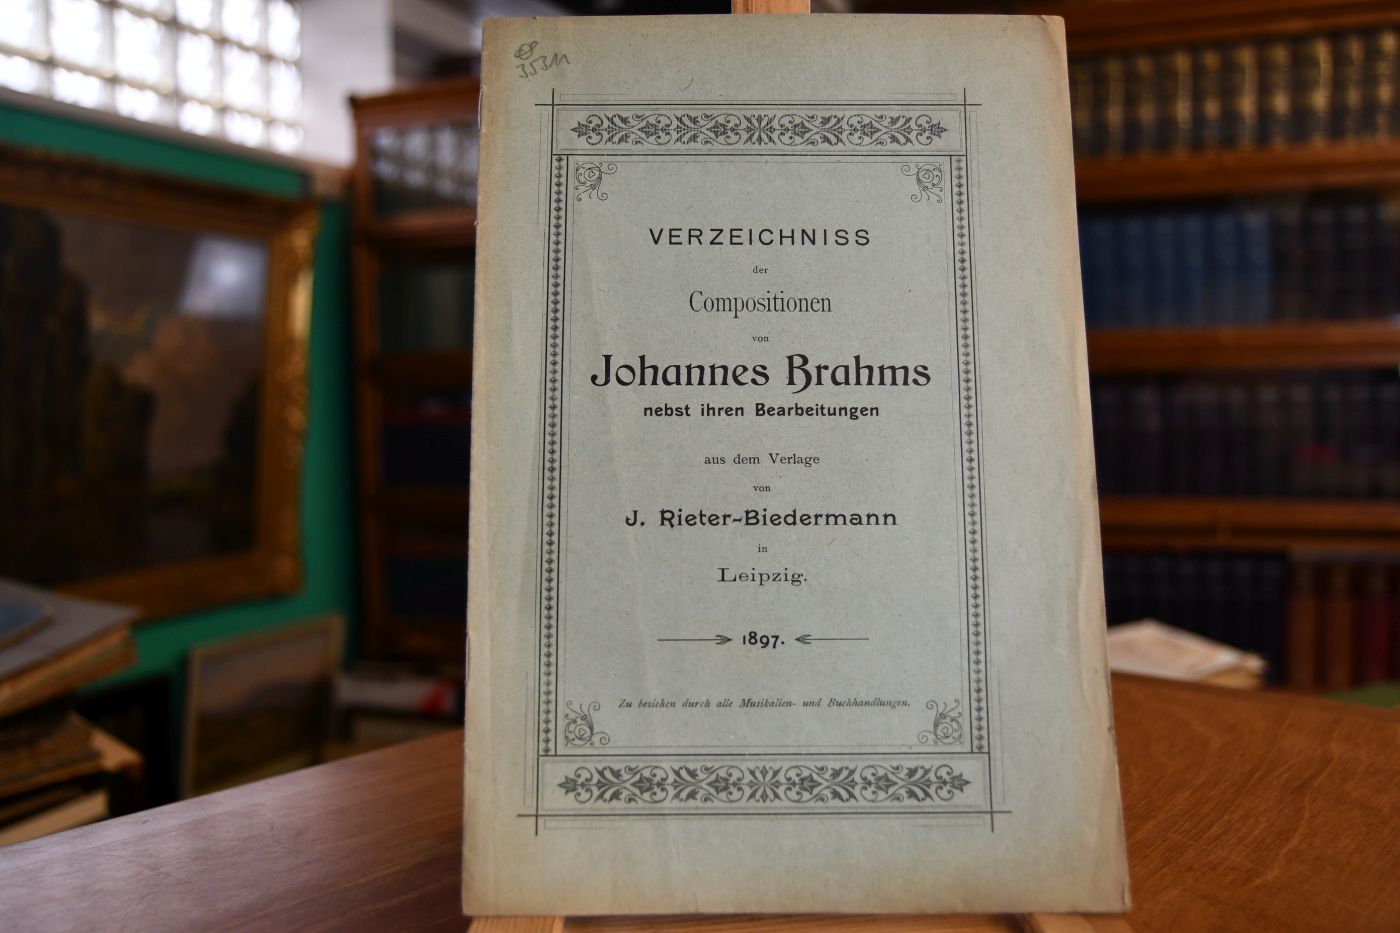 VERZEICHNISS
der
Compositionen
von
Johannes Brahms
nebst ihren Bearbeitungen
aus dem Verlage
von
J. Rieter-Biedermann
in
Leipzig.
1897.
Zu beziehen durch alle Musikalien- und Buchhandlungen.